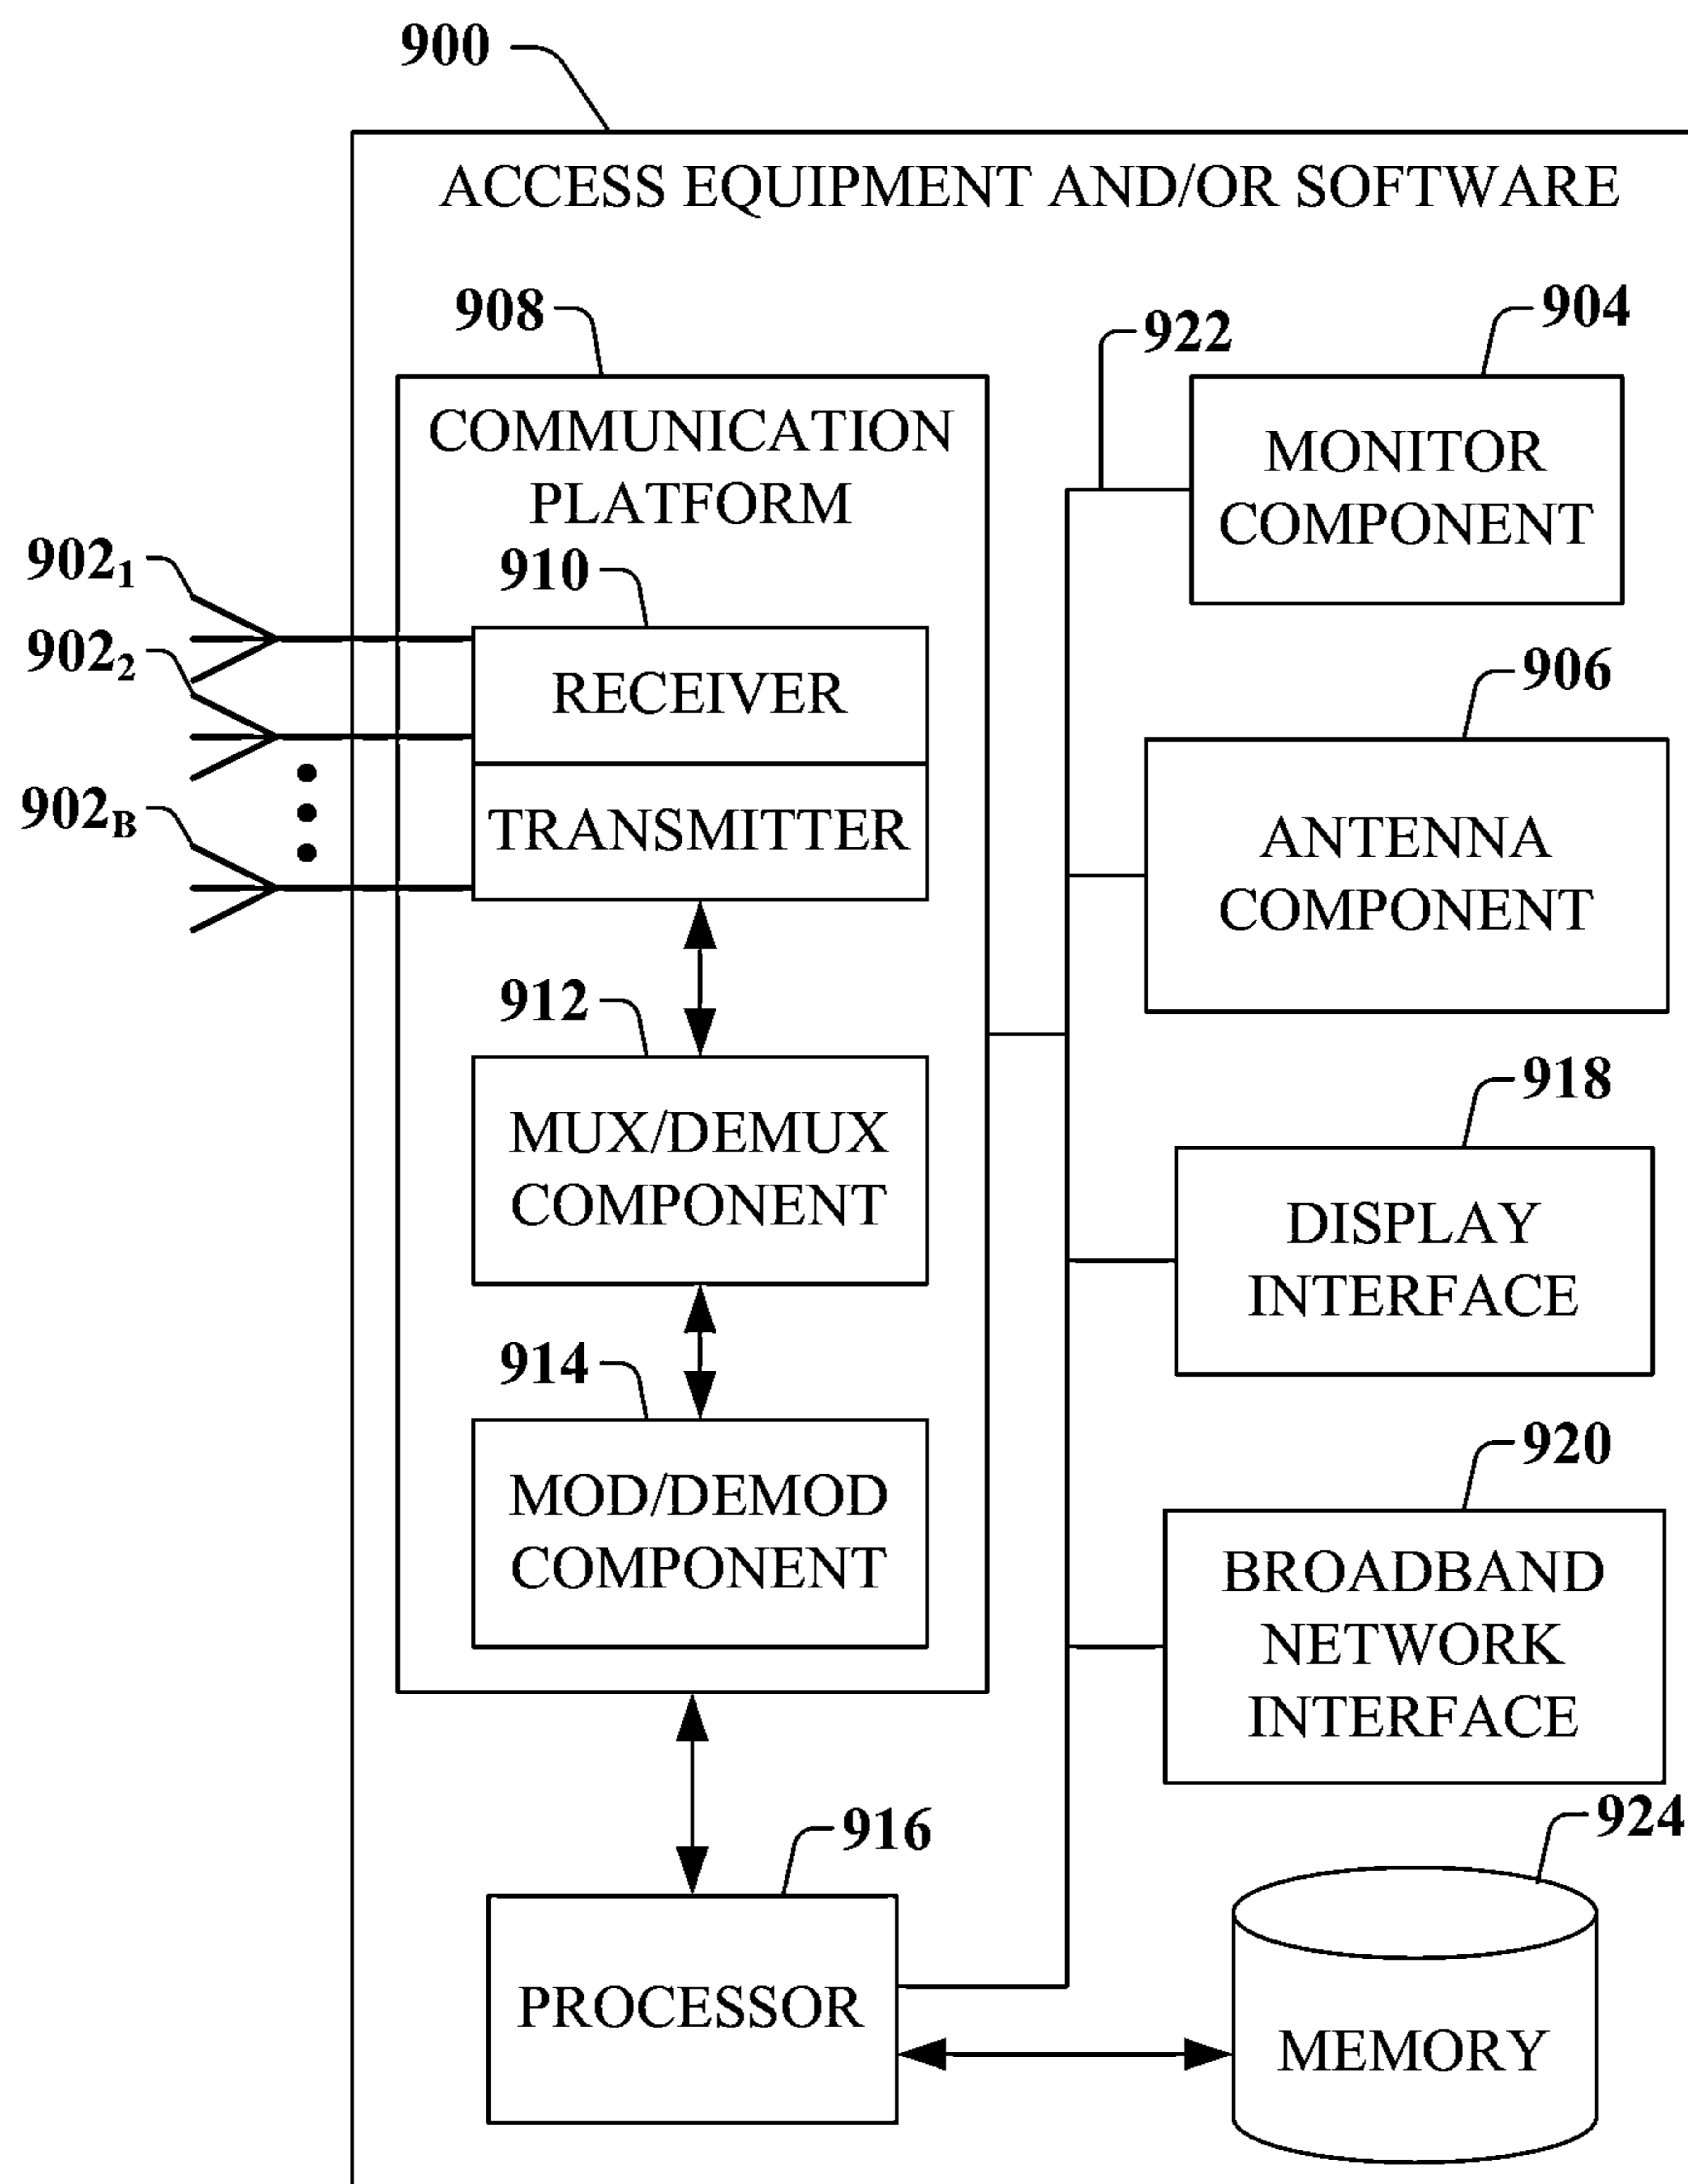 900
ACCESS EQUIPMENT AND/OR SOFTWARE
908
922
904
COMMUNICATION
PLATFORM
MONITOR
COMPONENT
902₁
910
902₂
RECEIVER
906
902_B
TRANSMITTER
ANTENNA
COMPONENT
912
918
MUX/DEMUX
COMPONENT
DISPLAY
INTERFACE
914
920
MOD/DEMOD
COMPONENT
BROADBAND
NETWORK
INTERFACE
916
924
PROCESSOR
MEMORY